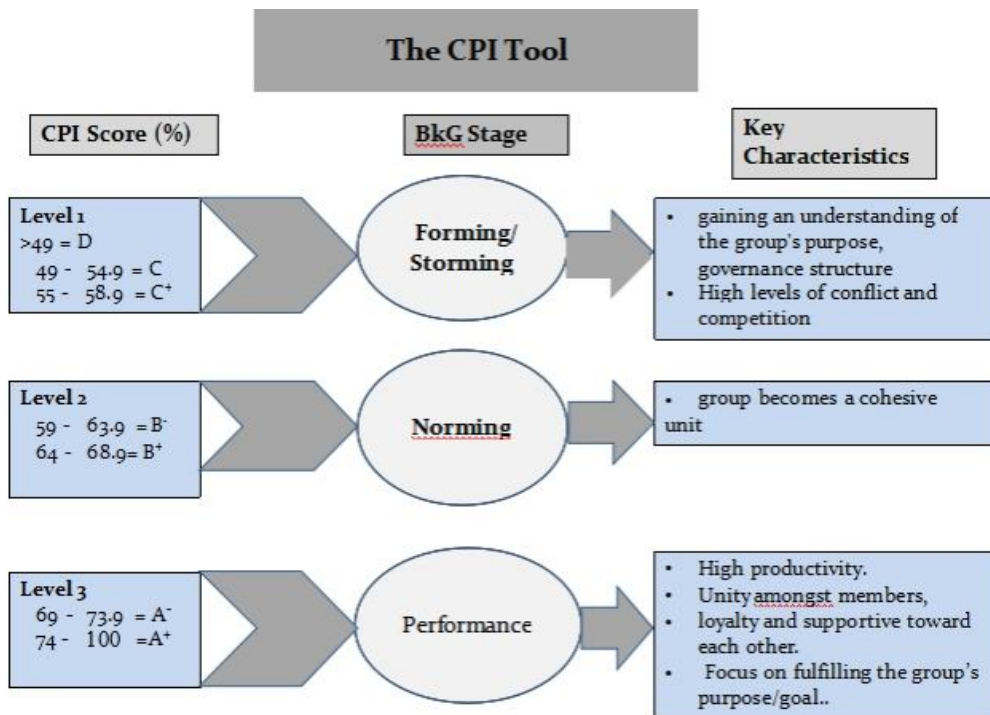 The CPI Tool
CPI Score (%)
BkG Stage
Key
Characteristics
Level 1
>49 = D
49 - 54.9 = C
55 - 58.9 = C⁺
Forming/
Storming
• gaining an understanding of
the group's purpose,
governance structure
• High levels of conflict and
competition
Level 2
59 - 63.9 =B⁻
64 - 68.9= B⁺
Norming
• group becomes a cohesive
unit
Level 3
69 - 73.9 = A⁻
74 - 100 =A⁺
Performance
• High productivity.
• Unity amongst members,
• loyalty and supportive toward
each other.
• Focus on fulfilling the group's
purpose/goal..